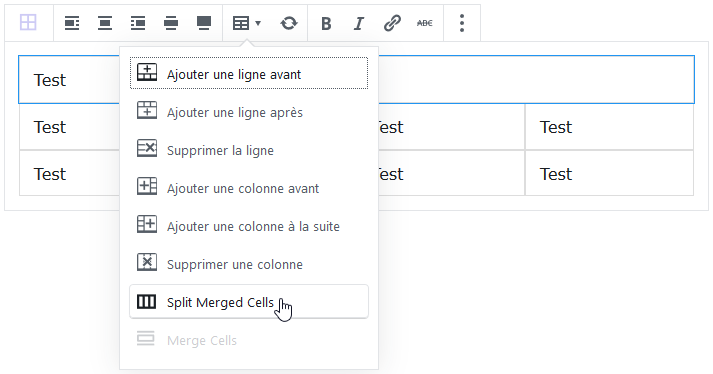 B I ABC
Test
Test Test Test
Test Test Test
Ajouter une ligne avant
Ajouter une ligne après
Supprimer la ligne
Ajouter une colonne avant
Ajouter une colonne à la suite
Supprimer une colonne
Split Merged Cells
Merge Cells